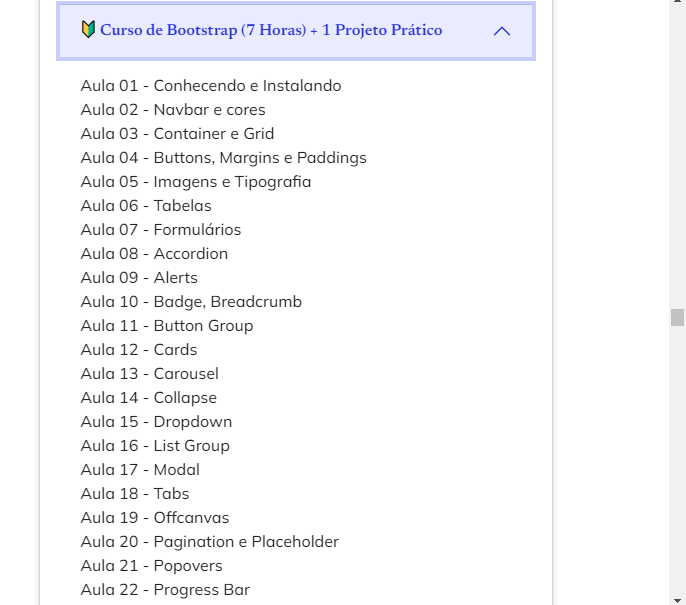 🔰 Curso de Bootstrap (7 Horas) + 1 Projeto Prático
Aula 01 - Conhecendo e Instalando
Aula 02 - Navbar e cores
Aula 03 - Container e Grid
Aula 04 - Buttons, Margins e Paddings
Aula 05 - Imagens e Tipografia
Aula 06 - Tabelas
Aula 07 - Formulários
Aula 08 - Accordion
Aula 09 - Alerts
Aula 10 - Badge, Breadcrumb
Aula 11 - Button Group
Aula 12 - Cards
Aula 13 - Carousel
Aula 14 - Collapse
Aula 15 - Dropdown
Aula 16 - List Group
Aula 17 - Modal
Aula 18 - Tabs
Aula 19 - Offcanvas
Aula 20 - Pagination e Placeholder
Aula 21 - Popovers
Aula 22 - Progress Bar